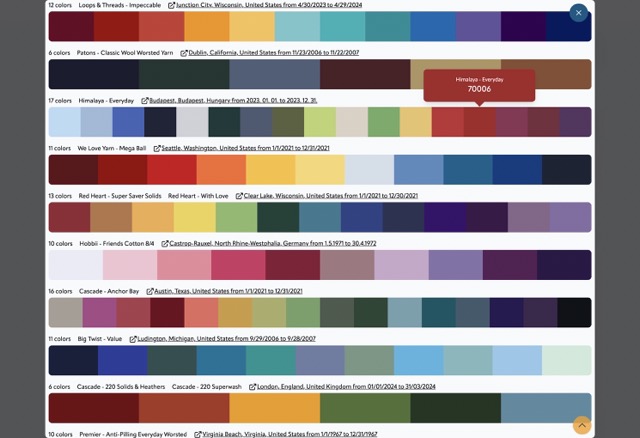 12 colors Loops & Threads - Impeccable Junction City, Wisconsin, United States from 4/30/2023 to 4/29/2024
6 colors Patons - Classic Wool Worsted Yarn Dublin, California, United States from 11/23/2006 to 11/22/2007
Himalaya - Everyday
70006
17 colors Himalaya - Everyday Budapest, Budapest, Hungary from 2023. 01. 01. to 2023. 12. 31.
11 colors We Love Yarn - Mega Ball Seattle, Washington, United States from 1/1/2021 to 12/31/2021
13 colors Red Heart - Super Saver Solids Red Heart - With Love Clear Lake, Wisconsin, United States from 1/1/2021 to 12/30/2021
10 colors Hobbii - Friends Cotton 8/4 Castrop-Rauxel, North Rhine-Westphalia, Germany from 1.5.1971 to 30.4.1972
16 colors Cascade - Anchor Bay Austin, Texas, United States from 1/1/2021 to 12/31/2021
11 colors Big Twist - Value Ludington, Michigan, United States from 9/29/2006 to 9/28/2007
6 colors Cascade - 220 Solids & Heathers Cascade - 220 Superwash London, England, United Kingdom from 01/01/2024 to 31/03/2024
10 colors Premier - Anti-Pilling Everyday Worsted Virginia Beach, Virginia, United States from 1/1/1967 to 12/31/1967